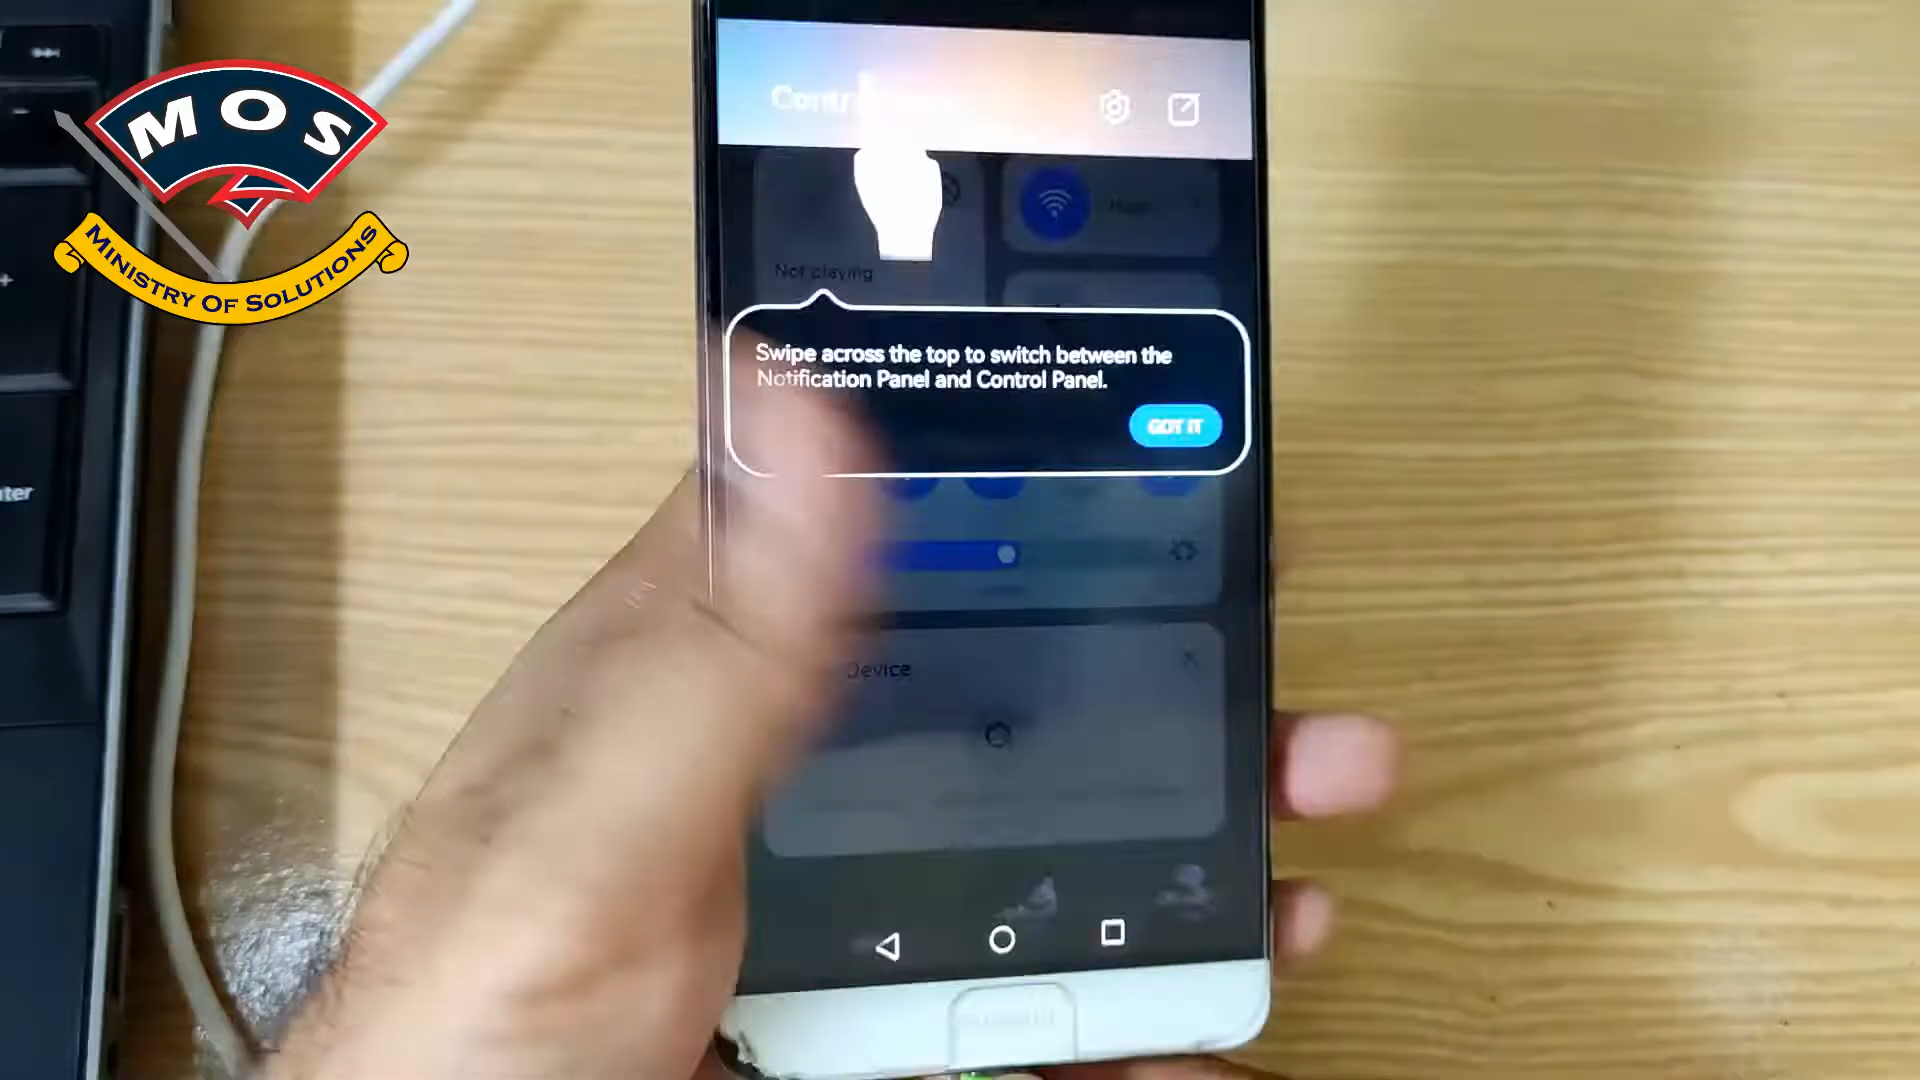 MOS
MINISTRY OF SOLUTIONS
Contr
Not playing
Swipe across the top to switch between the
Notification Panel and Control Panel.
GOT IT
Device